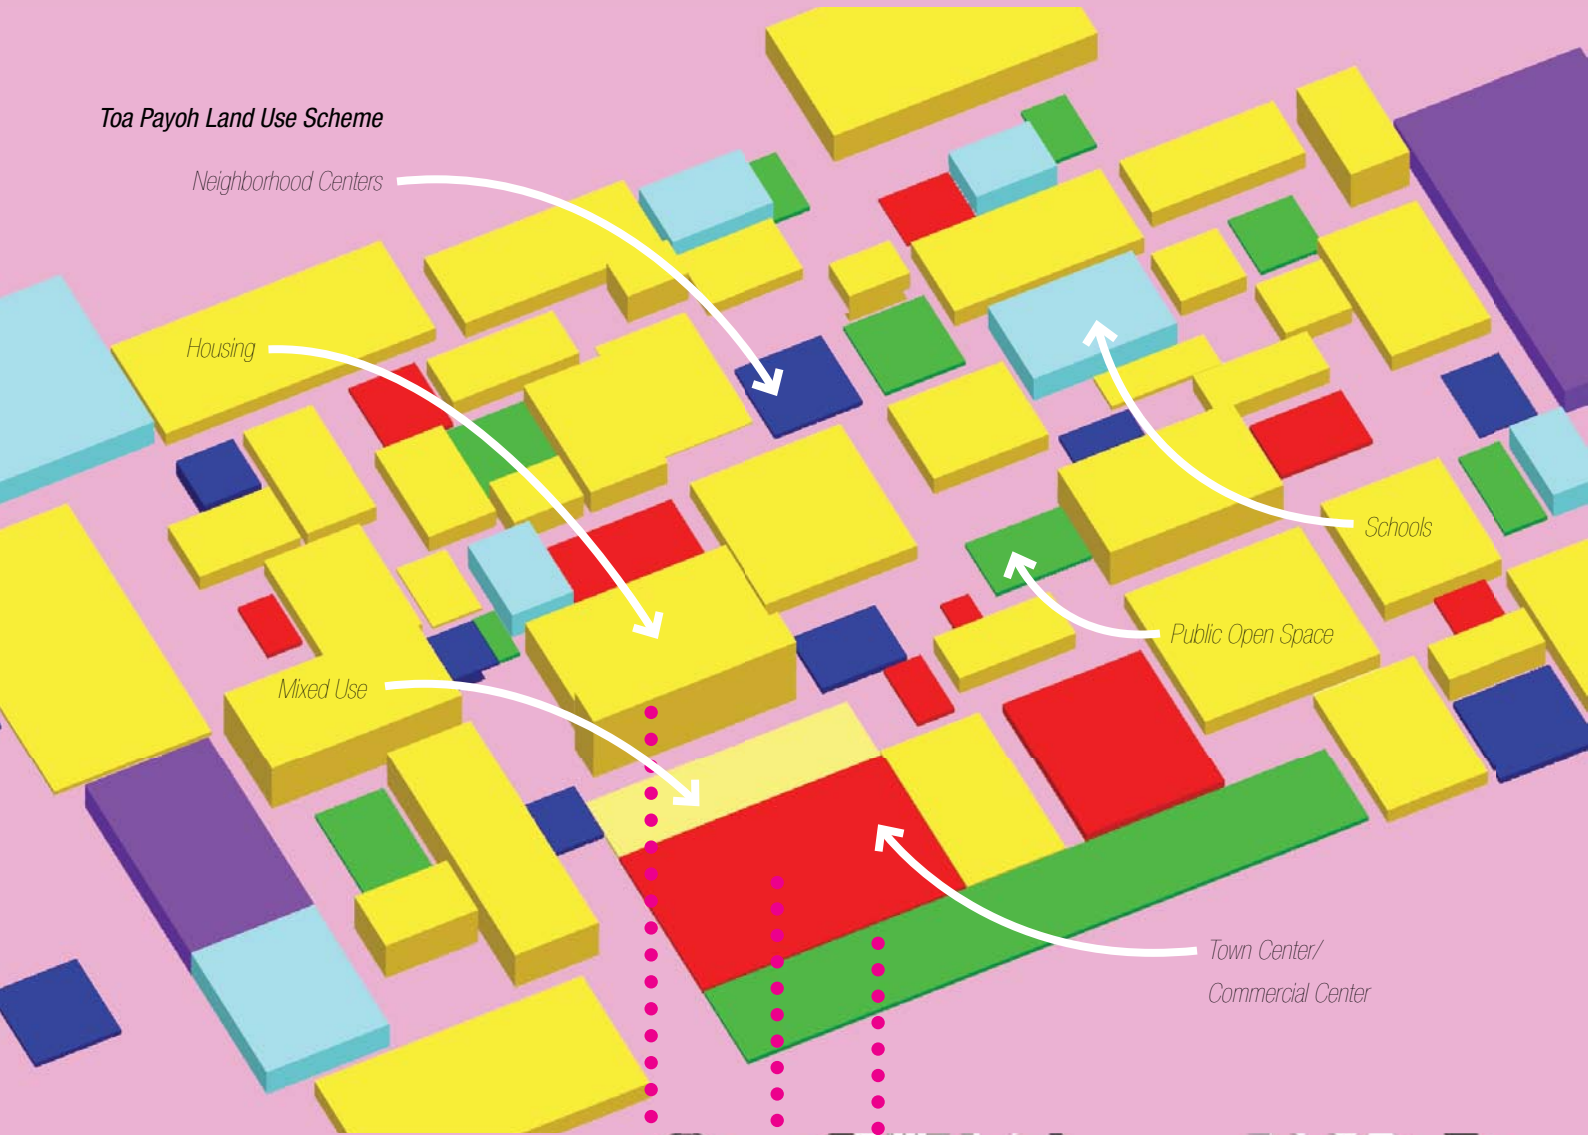 Toa Payoh Land Use Scheme
Neighborhood Centers
Housing
Schools
Public Open Space
Mixed Use
Town Center/
Commercial Center